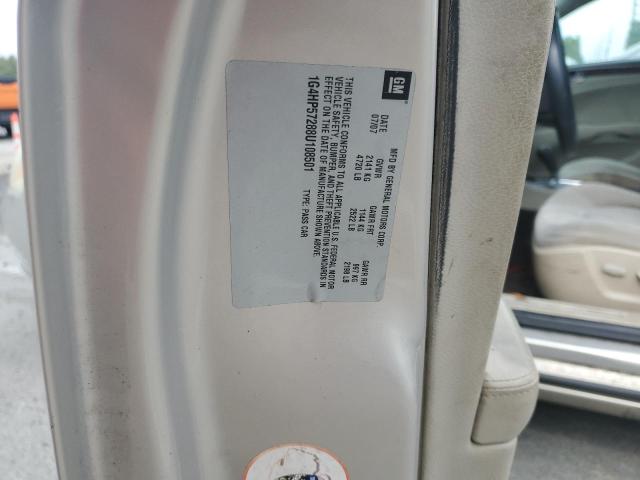 GM
MFD BY GENERAL MOTORS CORP
DATE GVWR GAWR FRT GAWR RR
07/07 2141 KG 1144 KG 997 KG
4720 LB 2522 LB 2198 LB
THIS VEHICLE CONFORMS TO ALL APPLICABLE U.S. FEDERAL MOTOR
VEHICLE SAFETY, BUMPER, AND THEFT PREVENTION STANDARDS IN
EFFECT ON THE DATE OF MANUFACTURE SHOWN ABOVE.
1G4HP57288U108501 TYPE: PASS CAR